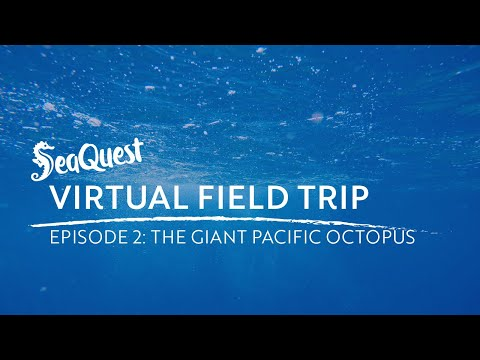 SeaQuest
VIRTUAL FIELD TRIP
EPISODE 2: THE GIANT PACIFIC OCTOPUS